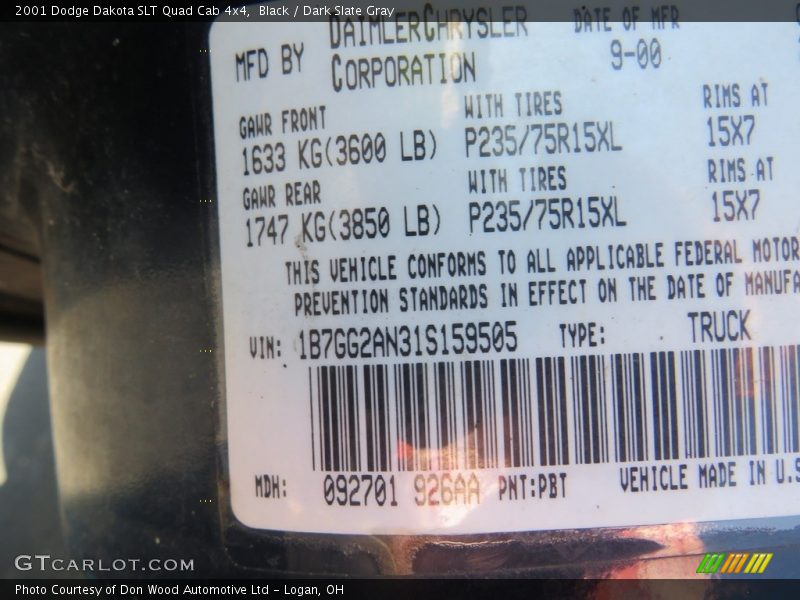 2001 Dodge Dakota SLT Quad Cab 4x4,  Black / Dark Slate Gray
MFD BY DAIMLERCHRYSLER CORPORATION DATE OF MFR 9-00
GAWR FRONT WITH TIRES RIMS AT
1633 KG(3600 LB) P235/75R15XL 15X7
GAWR REAR WITH TIRES RIMS AT
1747 KG(3850 LB) P235/75R15XL 15X7
THIS VEHICLE CONFORMS TO ALL APPLICABLE FEDERAL MOTOR
PREVENTION STANDARDS IN EFFECT ON THE DATE OF MANUFA
VIN: 1B7GG2AN31S159505 TYPE: TRUCK
MDH: 092701 926AA PNT:PBT VEHICLE MADE IN U.S
GTCARLOT.COM
Photo Courtesy of Don Wood Automotive Ltd - Logan, OH